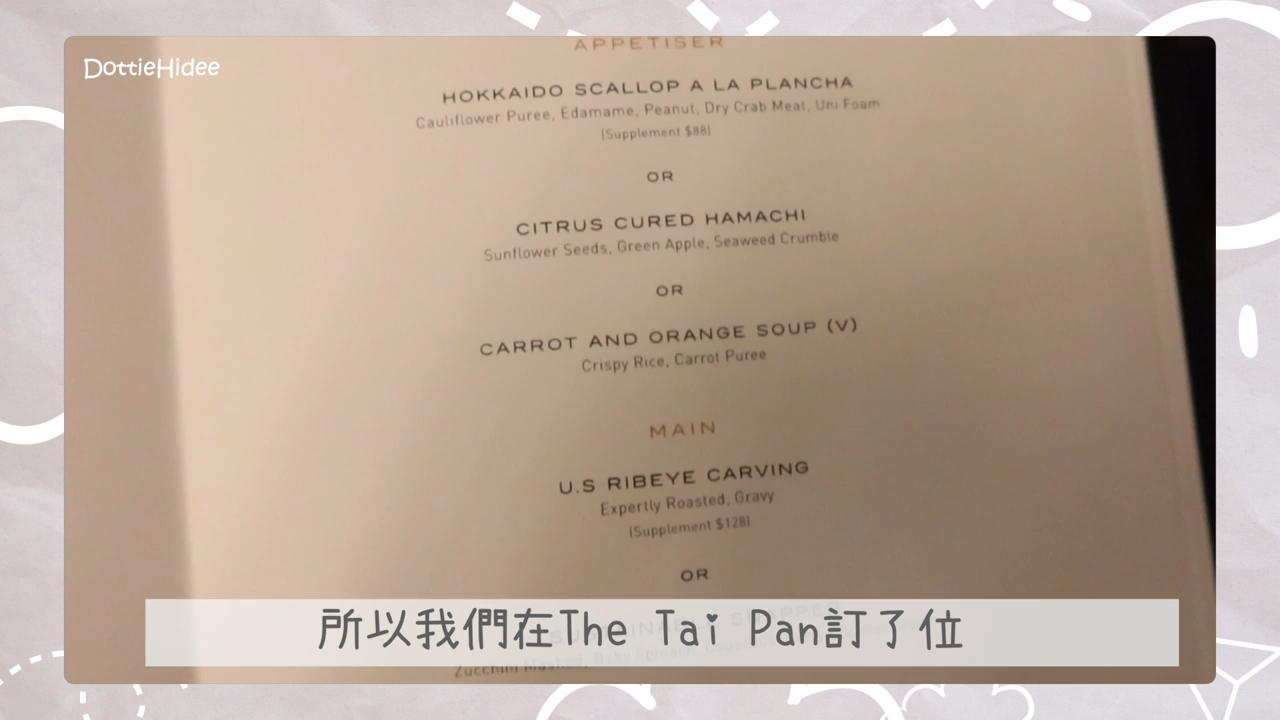 DottieHidee
APPETISER
HOKKAIDO SCALLOP A LA PLANCHA
Cauliflower Puree, Edamame, Peanut, Dry Crab Meat, Uni Foam
(Supplement $88)
OR
CITRUS CURED HAMACHI
Sunflower Seeds, Green Apple, Seaweed Crumble
OR
CARROT AND ORANGE SOUP (V)
Crispy Rice, Carrot Puree
MAIN
U.S RIBEYE CARVING
Expertly Roasted, Gravy
(Supplement $128)
OR
所以我們在The Tai Pan訂了位
Zucchini